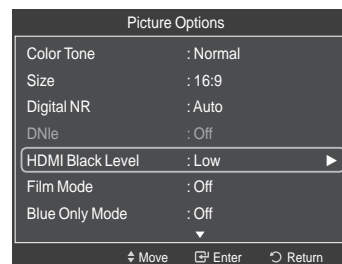 Picture Options
Color Tone : Normal
Size : 16:9
Digital NR : Auto
DNIe : Off
HDMI Black Level : Low
Film Mode : Off
Blue Only Mode : Off
Move Enter Return